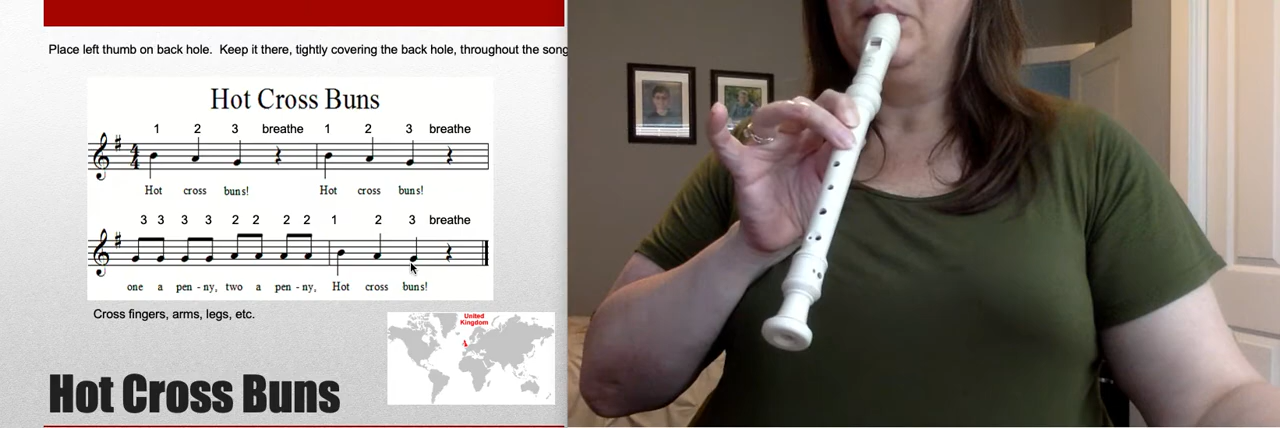 Place left thumb on back hole.  Keep it there, tightly covering the back hole, throughout the song
Hot Cross Buns
1 2 3 breathe 1 2 3 breathe
Hot cross buns! Hot cross buns!
3 3 3 3 2 2 2 2 1 2 3 breathe
one a pen - ny, two a pen - ny, Hot cross buns!
Cross fingers, arms, legs, etc.
United
Kingdom
Hot Cross Buns